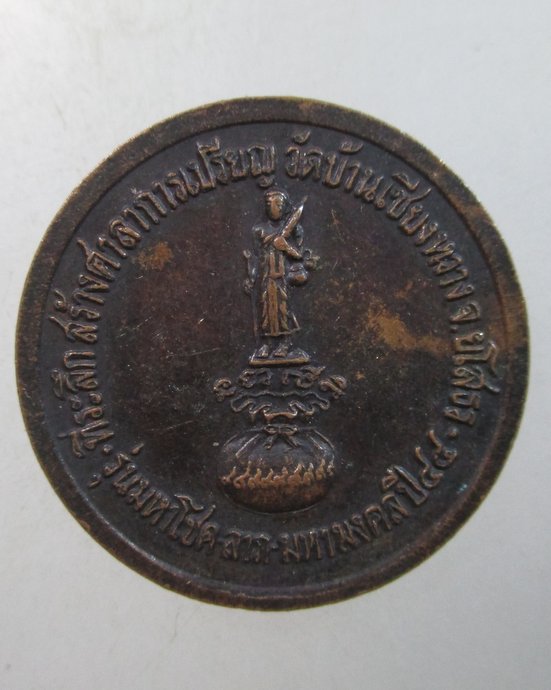 ที่ระลึก สร้างศาลาการเปรียญ วัดบ้านเชียงหวาง จ.ยโสธร
รุ่นมหาโชค-ลาภ-มหามงคลปี๔๔